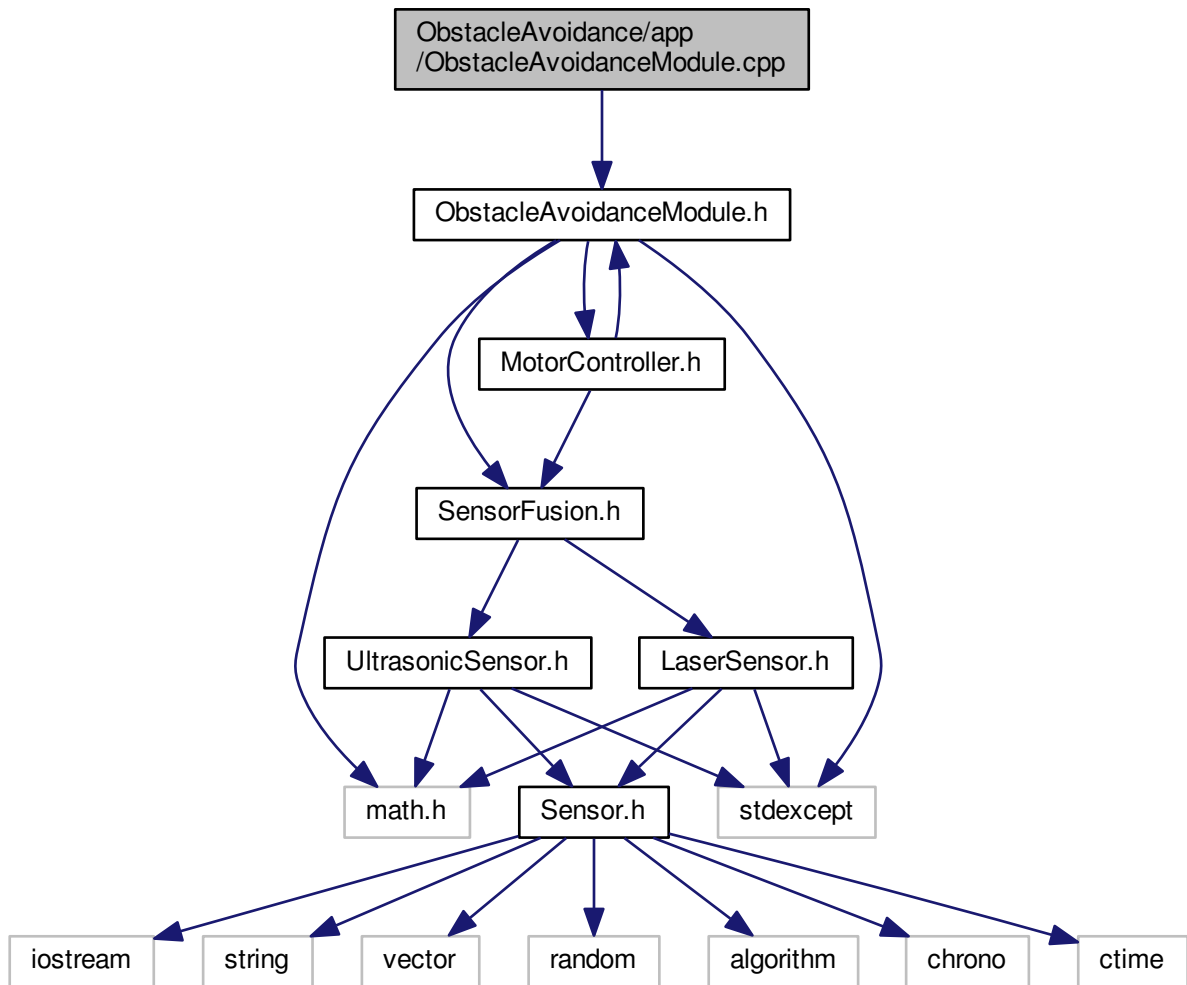 ObstacleAvoidance/app
/ObstacleAvoidanceModule.cpp
ObstacleAvoidanceModule.h
MotorController.h
SensorFusion.h
UltrasonicSensor.h
LaserSensor.h
math.h
Sensor.h
stdexcept
iostream
string
vector
random
algorithm
chrono
ctime